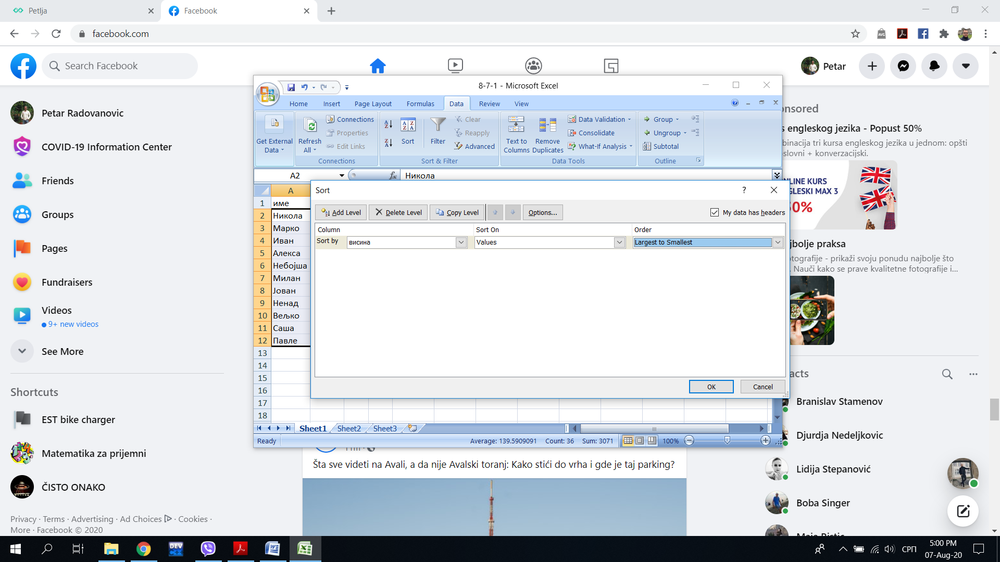 Petlja
Facebook
facebook.com
Search Facebook
Petar
Petar Radovanovic
COVID-19 Information Center
Friends
Groups
Pages
Fundraisers
Videos
9+ new videos
See More
Shortcuts
EST bike charger
Matematika za prijemni
ČISTO ONAKO
Privacy · Terms · Advertising · Ad Choices · Cookies ·
More · Facebook © 2020
8-7-1 - Microsoft Excel
Home Insert Page Layout Formulas Data Review View
Get External Data
Refresh All
Connections
Properties
Edit Links
Connections
Sort
Filter
Clear
Reapply
Advanced
Sort & Filter
Text to Columns
Remove Duplicates
Data Validation
Consolidate
What-If Analysis
Data Tools
Group
Ungroup
Subtotal
Outline
A2
fx
Никола
A
1 име
2 Никола
3 Марко
4 Иван
5 Алекса
6 Небојша
7 Милан
8 Јован
9 Ненад
10 Вељко
11 Саша
12 Павле
13
14
15
16
17
18
Sort
?
Add Level
Delete Level
Copy Level
Options...
My data has headers
Column Sort On Order
Sort by висина Values Largest to Smallest
OK
Cancel
Sheet1 Sheet2 Sheet3
Ready
Average: 139.5909091 Count: 36 Sum: 3071
100%
Šta sve videti na Avali, a da nije Avalski toranj: Kako stići do vrha i gde je taj parking?
nsored
s engleskog jezika - Popust 50%
binacija tri kursa engleskog jezika u jednom: opšti
slovni + konverzacijski.
NLINE KURS
GLESKI MAX 3
50%
jbolje praksa
otografije - prikaži svoju ponudu najbolje što
. Nauči kako se prave kvalitetne fotografije i...
acts
Branislav Stamenov
Djurdja Nedeljkovic
Lidija Stepanović
Boba Singer
DEV
C++
СРП
5:00 PM
07-Aug-20